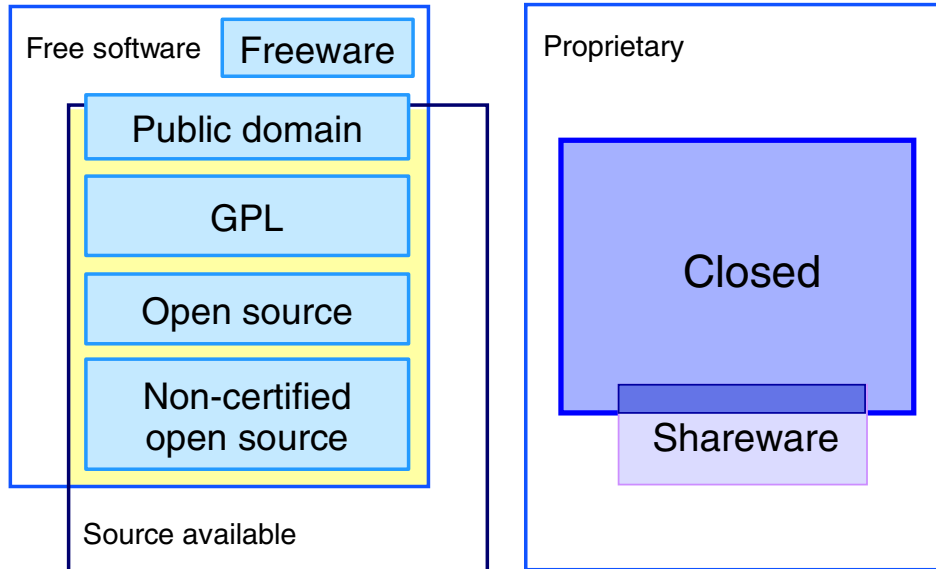 Free software
Freeware
Public domain
GPL
Open source
Non-certified
open source
Source available
Proprietary
Closed
Shareware